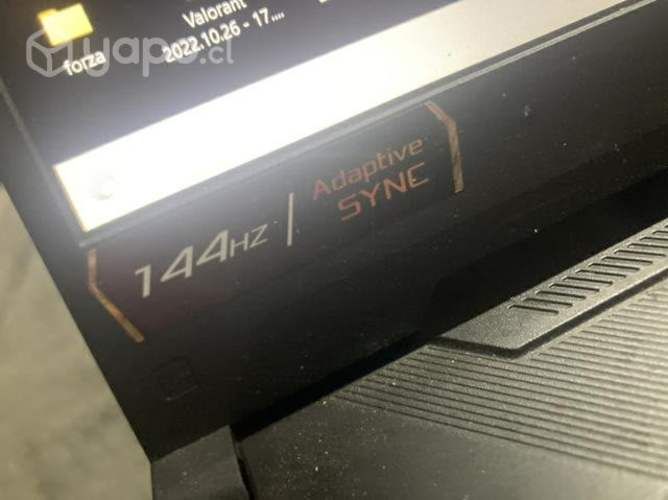 Valorant
2022.10.26 - 17....
forza
yapo.cl
144HZ | Adaptive
SYNC